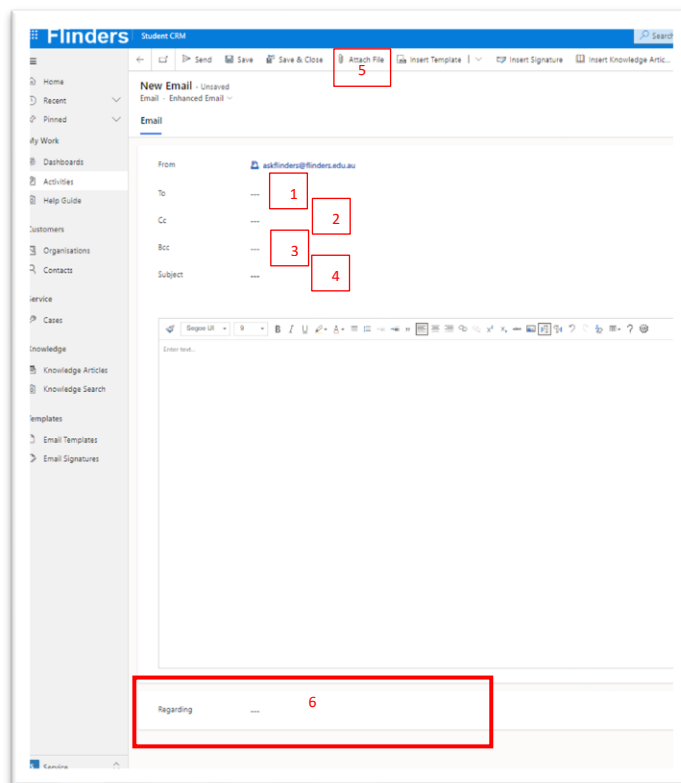 Flinders Student CRM Search
Send Save Save & Close Attach File Insert Template Insert Signature Insert Knowledge Artic...
5
New Email - Unsaved
Email · Enhanced Email
Email
Home
Recent
Pinned
My Work
Dashboards
Activities
Help Guide
Customers
Organisations
Contacts
Service
Cases
Knowledge
Knowledge Articles
Knowledge Search
Templates
Email Templates
Email Signatures
Service
From askflinders@flinders.edu.au
To --- 1
Cc --- 2
Bcc --- 3
Subject --- 4
Segoe UI 9 B I U
Enter text...
Regarding --- 6